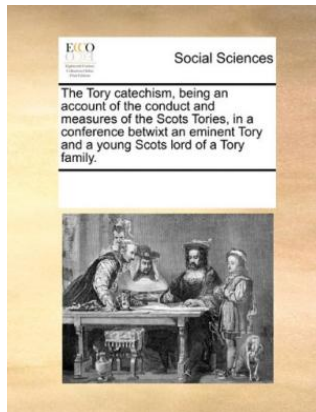 ECCO
Social Sciences
The Tory catechism, being an
account of the conduct and
measures of the Scots Tories, in a
conference betwixt an eminent Tory
and a young Scots lord of a Tory
family.